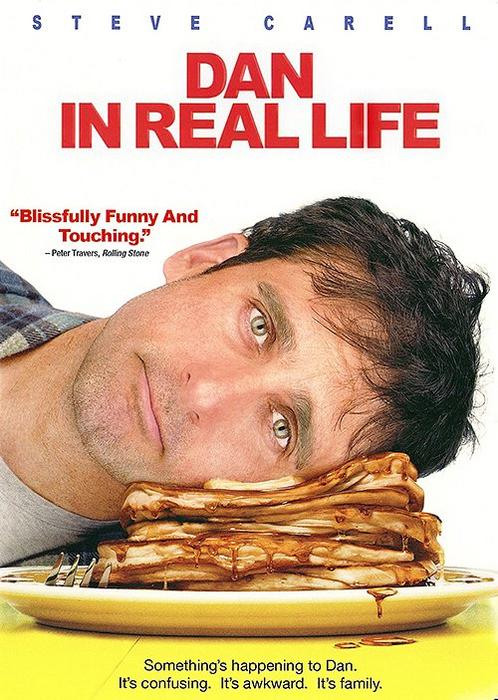 STEVE CARELL
DAN
IN REAL LIFE
“Blissfully Funny And
Touching.”
– Peter Travers, Rolling Stone
Something's happening to Dan.
It's confusing. It's awkward. It's family.